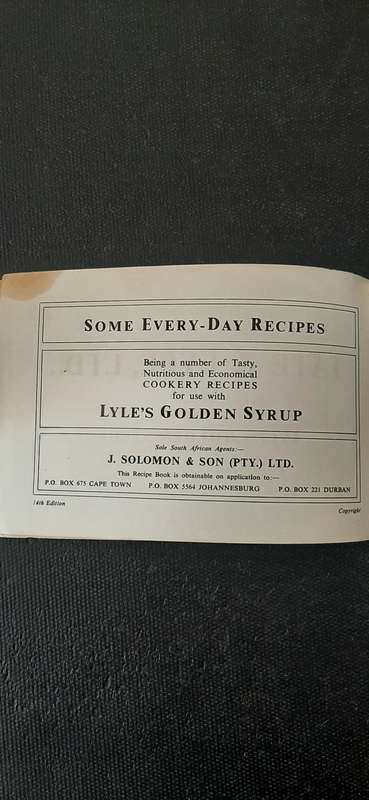 SOME EVERY-DAY RECIPES
Being a number of Tasty,
Nutritious and Economical
COOKERY RECIPES
for use with
LYLE'S GOLDEN SYRUP
Sole South African Agents:—
J. SOLOMON & SON (PTY.) LTD.
This Recipe Book is obtainable on application to:—
P.O. BOX 675 CAPE TOWN P.O. BOX 5564 JOHANNESBURG P.O. BOX 221 DURBAN
14th Edition
Copyright